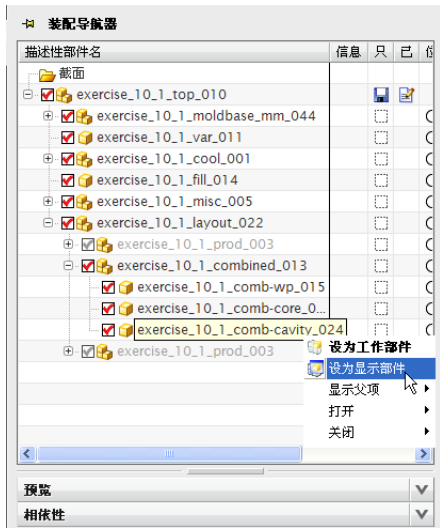 装配导航器
描述性部件名 信息 只 已
截面
exercise_10_1_top_010
exercise_10_1_moldbase_mm_044
exercise_10_1_var_011
exercise_10_1_cool_001
exercise_10_1_fill_014
exercise_10_1_misc_005
exercise_10_1_layout_022
exercise_10_1_prod_003
exercise_10_1_combined_013
exercise_10_1_comb-wp_015
exercise_10_1_comb-core_0...
exercise_10_1_comb-cavity_024
exercise_10_1_prod_003
设为工作部件
设为显示部件
显示父项
打开
关闭
预览
相依性